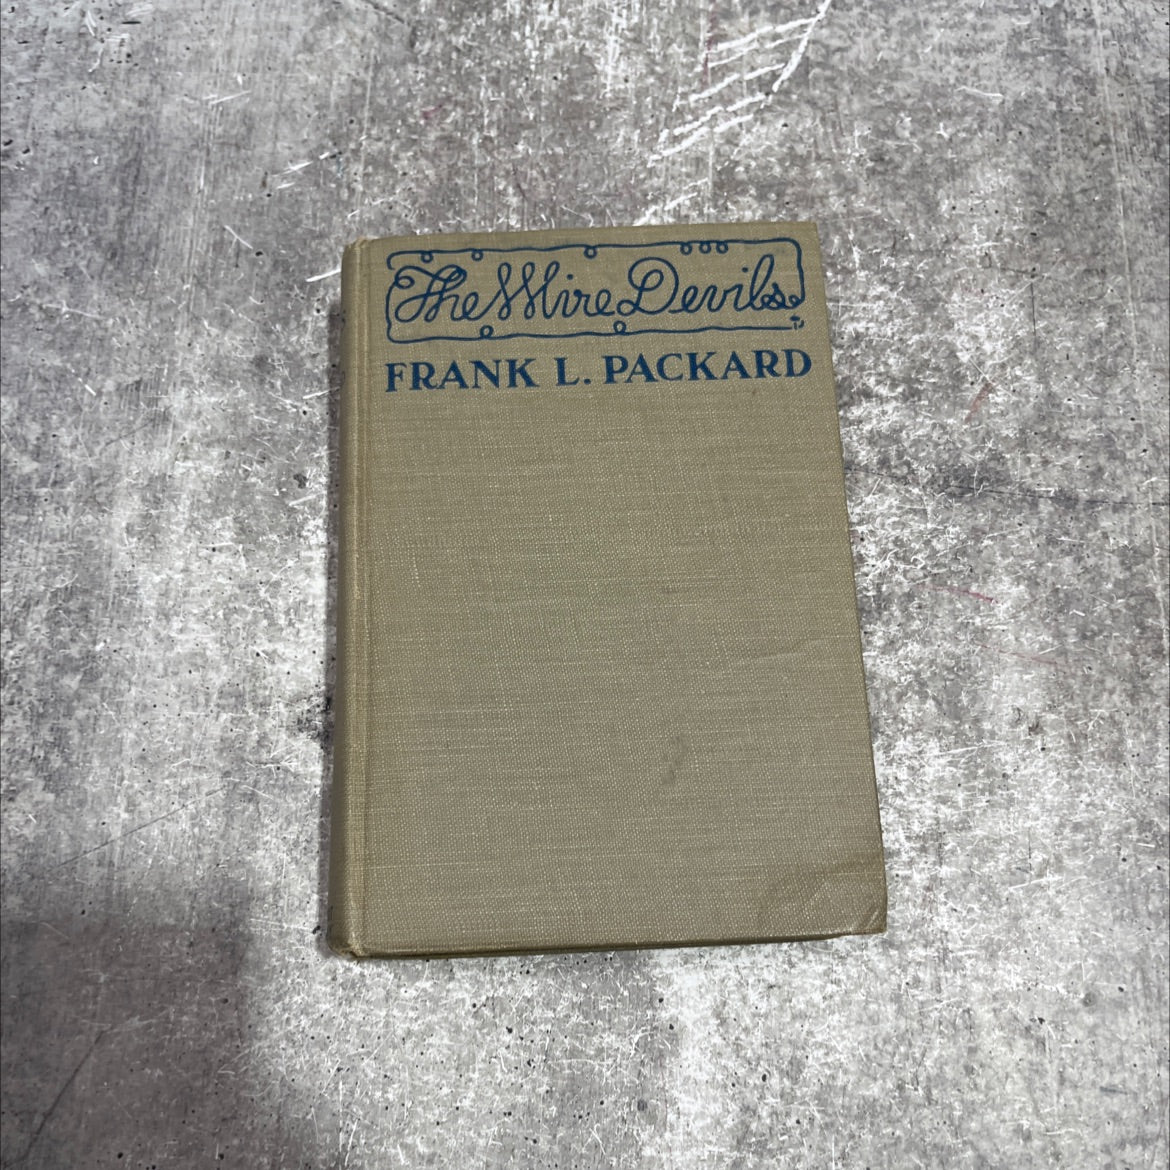 The Wire Devils
FRANK L. PACKARD